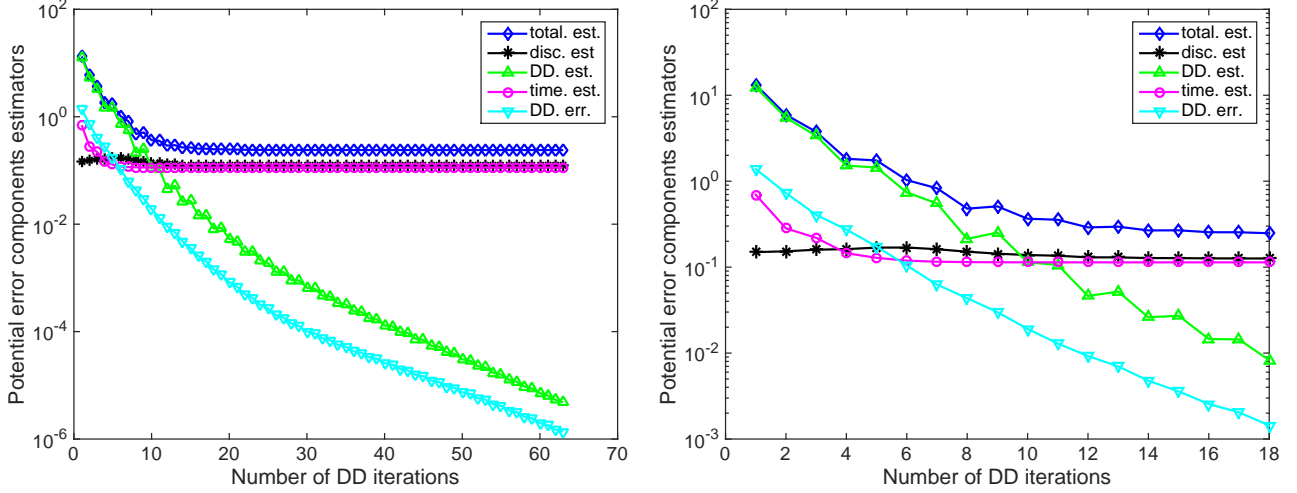 10^2
10^0
10^-2
10^-4
10^-6
0 10 20 30 40 50 60 70
Number of DD iterations
Potential error components estimators
total. est.
disc. est
DD. est.
time. est.
DD. err.
10^2
10^1
10^0
10^-1
10^-2
10^-3
0 2 4 6 8 10 12 14 16 18
Number of DD iterations
Potential error components estimators
total. est.
disc. est
DD. est.
time. est.
DD. err.